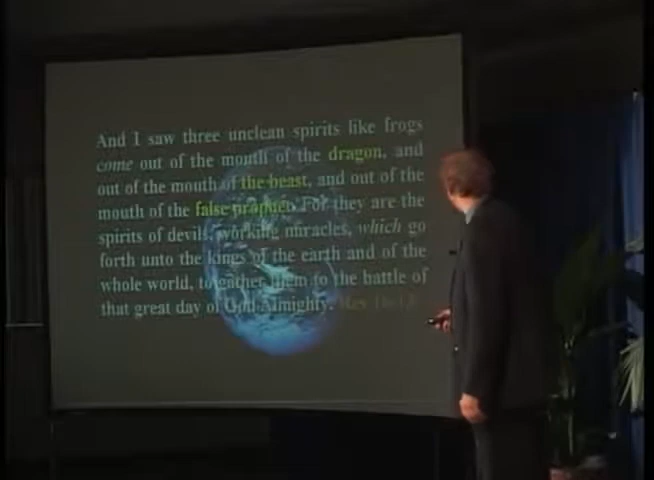 And I saw three unclean spirits like frogs
come out of the mouth of the dragon, and
out of the mouth of the beast, and out of the
mouth of the false prophet. For they are the
spirits of devils, working miracles, which go
forth unto the kings of the earth and of the
whole world, to gather them to the battle of
that great day of God Almighty.